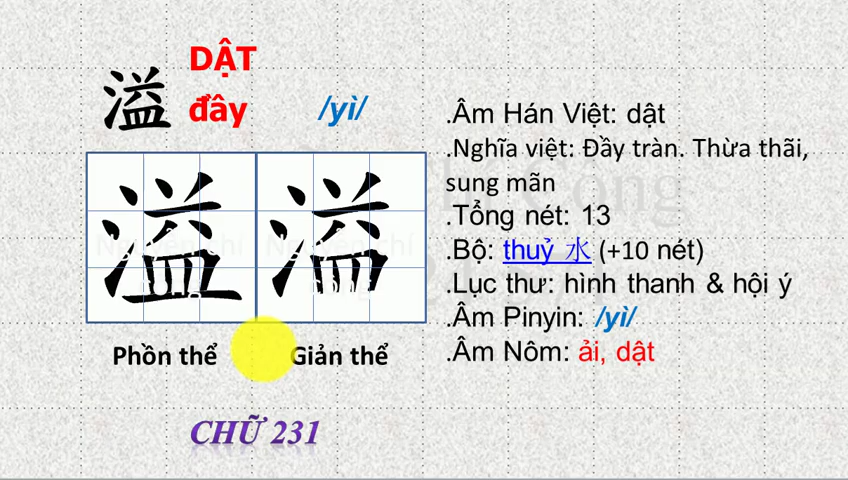 溢
DẬT
đây
/yì/
溢 溢
Phồn thể
Giản thể
CHỮ 231
.Âm Hán Việt: dật
.Nghĩa việt: Đầy tràn. Thừa thãi,
sung mãn
.Tổng nét: 13
.Bộ: thuỷ 水 (+10 nét)
.Lục thư: hình thanh & hội ý
.Âm Pinyin: /yì/
.Âm Nôm: ải, dật